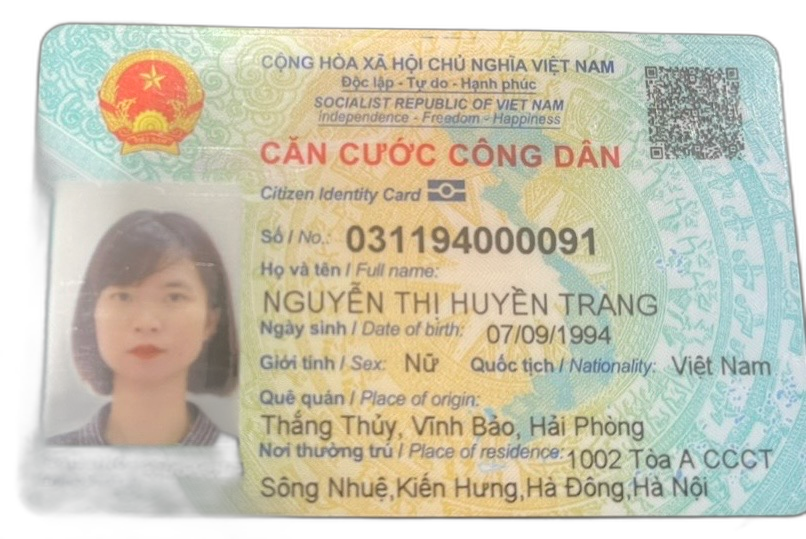 CỘNG HÒA XÃ HỘI CHỦ NGHĨA VIỆT NAM
Độc lập - Tự do - Hạnh phúc
SOCIALIST REPUBLIC OF VIET NAM
Independence - Freedom - Happiness
CĂN CƯỚC CÔNG DÂN
Citizen Identity Card
Số / No.: 031194000091
Họ và tên / Full name:
NGUYỄN THỊ HUYỀN TRANG
Ngày sinh / Date of birth: 07/09/1994
Giới tính / Sex: Nữ Quốc tịch / Nationality: Việt Nam
Quê quán / Place of origin:
Thắng Thủy, Vĩnh Bảo, Hải Phòng
Nơi thường trú / Place of residence: 1002 Tòa A CCCT
Sông Nhuệ,Kiến Hưng,Hà Đông,Hà Nội